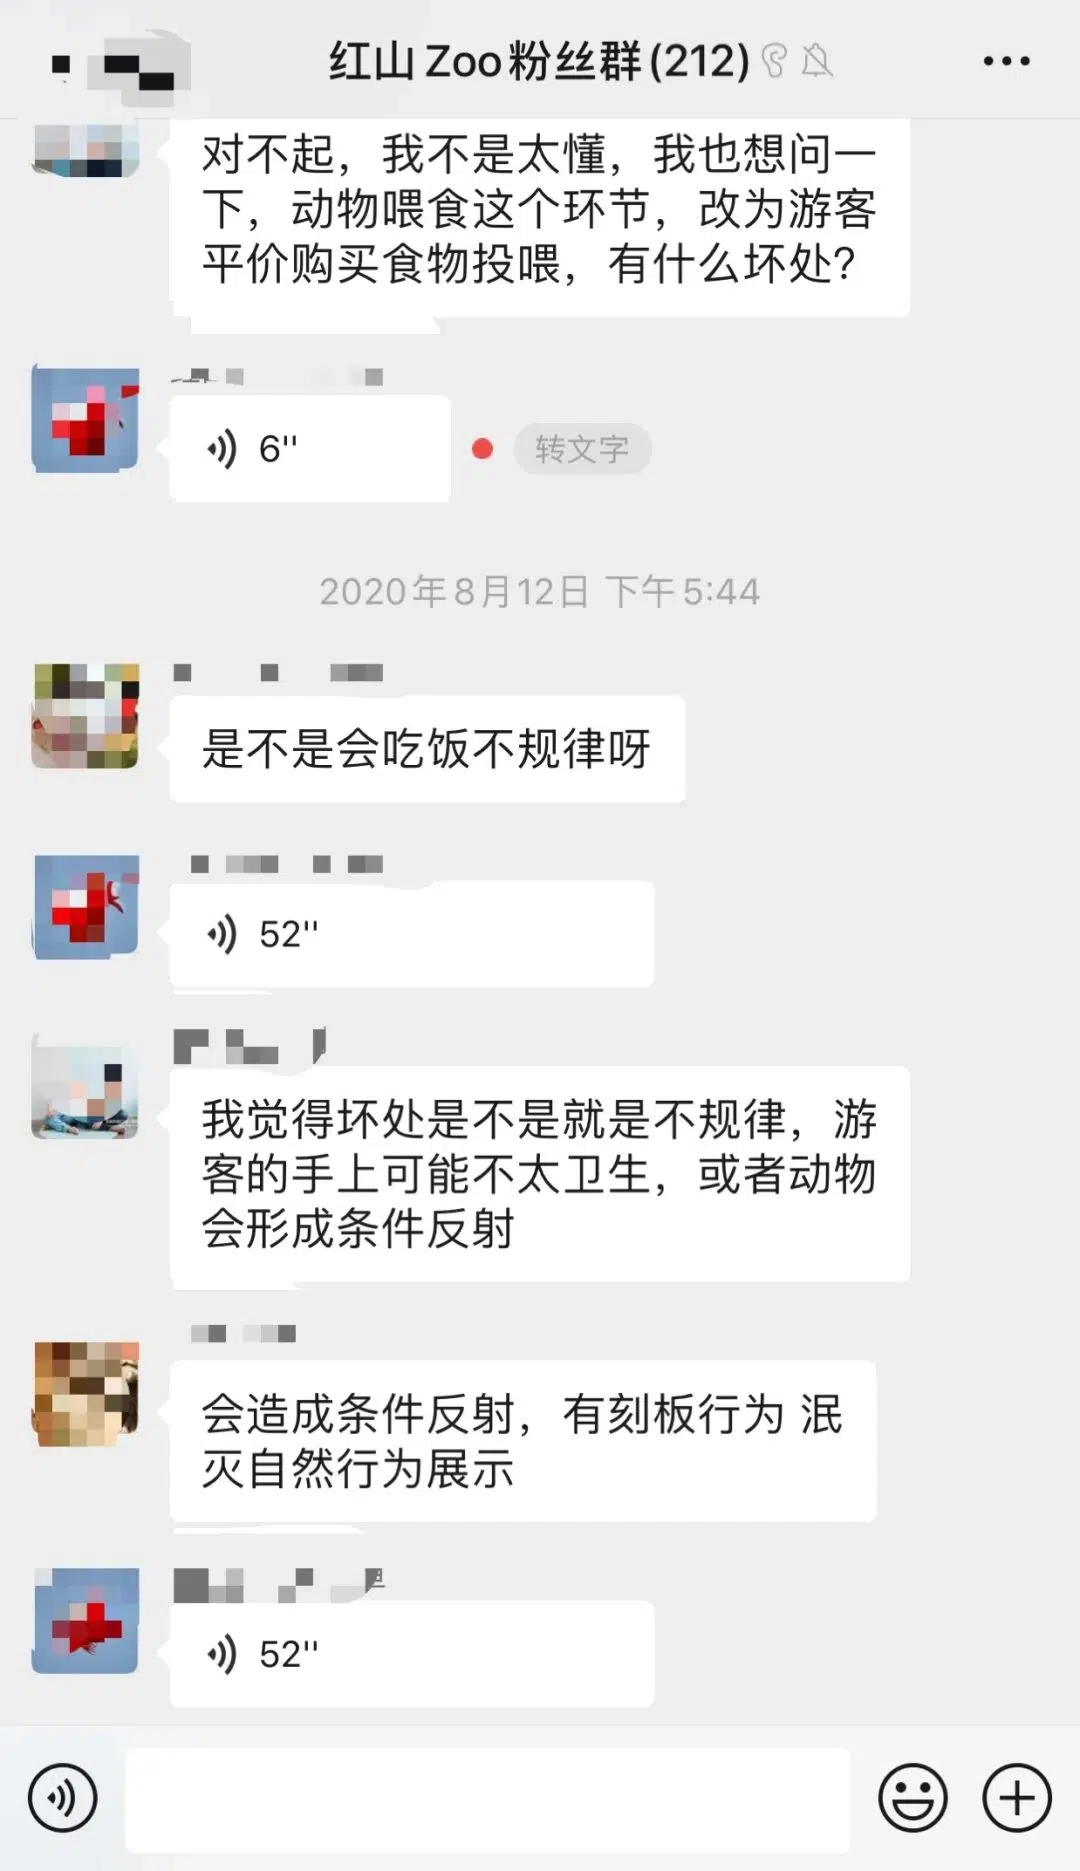 红山Zoo粉丝群(212)
对不起，我不是太懂，我也想问一
下，动物喂食这个环节，改为游客
平价购买食物投喂，有什么坏处？
6''
转文字
2020年8月12日 下午5:44
是不是会吃饭不规律呀
52''
我觉得坏处是不是就是不规律，游
客的手上可能不太卫生，或者动物
会形成条件反射
会造成条件反射，有刻板行为 泯
灭自然行为展示
52''